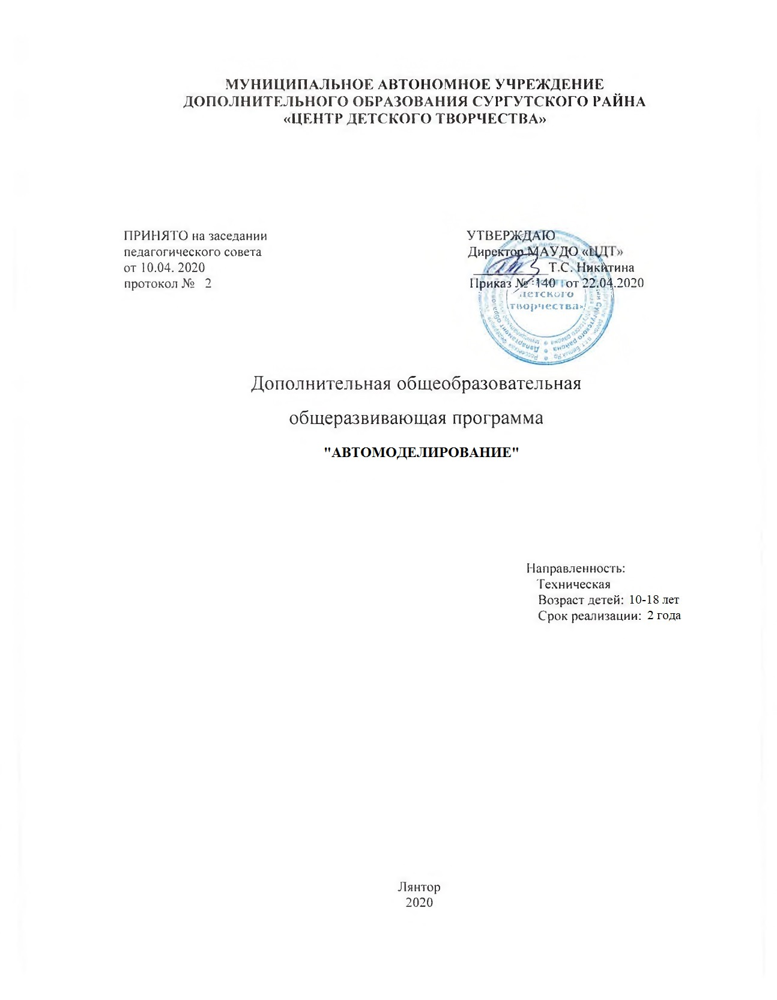 МУНИЦИПАЛЬНОЕ АВТОНОМНОЕ УЧРЕЖДЕНИЕ
ДОПОЛНИТЕЛЬНОГО ОБРАЗОВАНИЯ СУРГУТСКОГО РАЙНА
«ЦЕНТР ДЕТСКОГО ТВОРЧЕСТВА»
ПРИНЯТО на заседании
педагогического совета
от 10.04. 2020
протокол № 2
УТВЕРЖДАЮ
Директор МАУДО «ЦДТ»
Т.С. Никитина
Приказ № 140 от 22.04.2020
детского
творчества»
Дополнительная общеобразовательная
общеразвивающая программа
"АВТОМОДЕЛИРОВАНИЕ"
Направленность:
Техническая
Возраст детей: 10-18 лет
Срок реализации: 2 года
Лянтор
2020